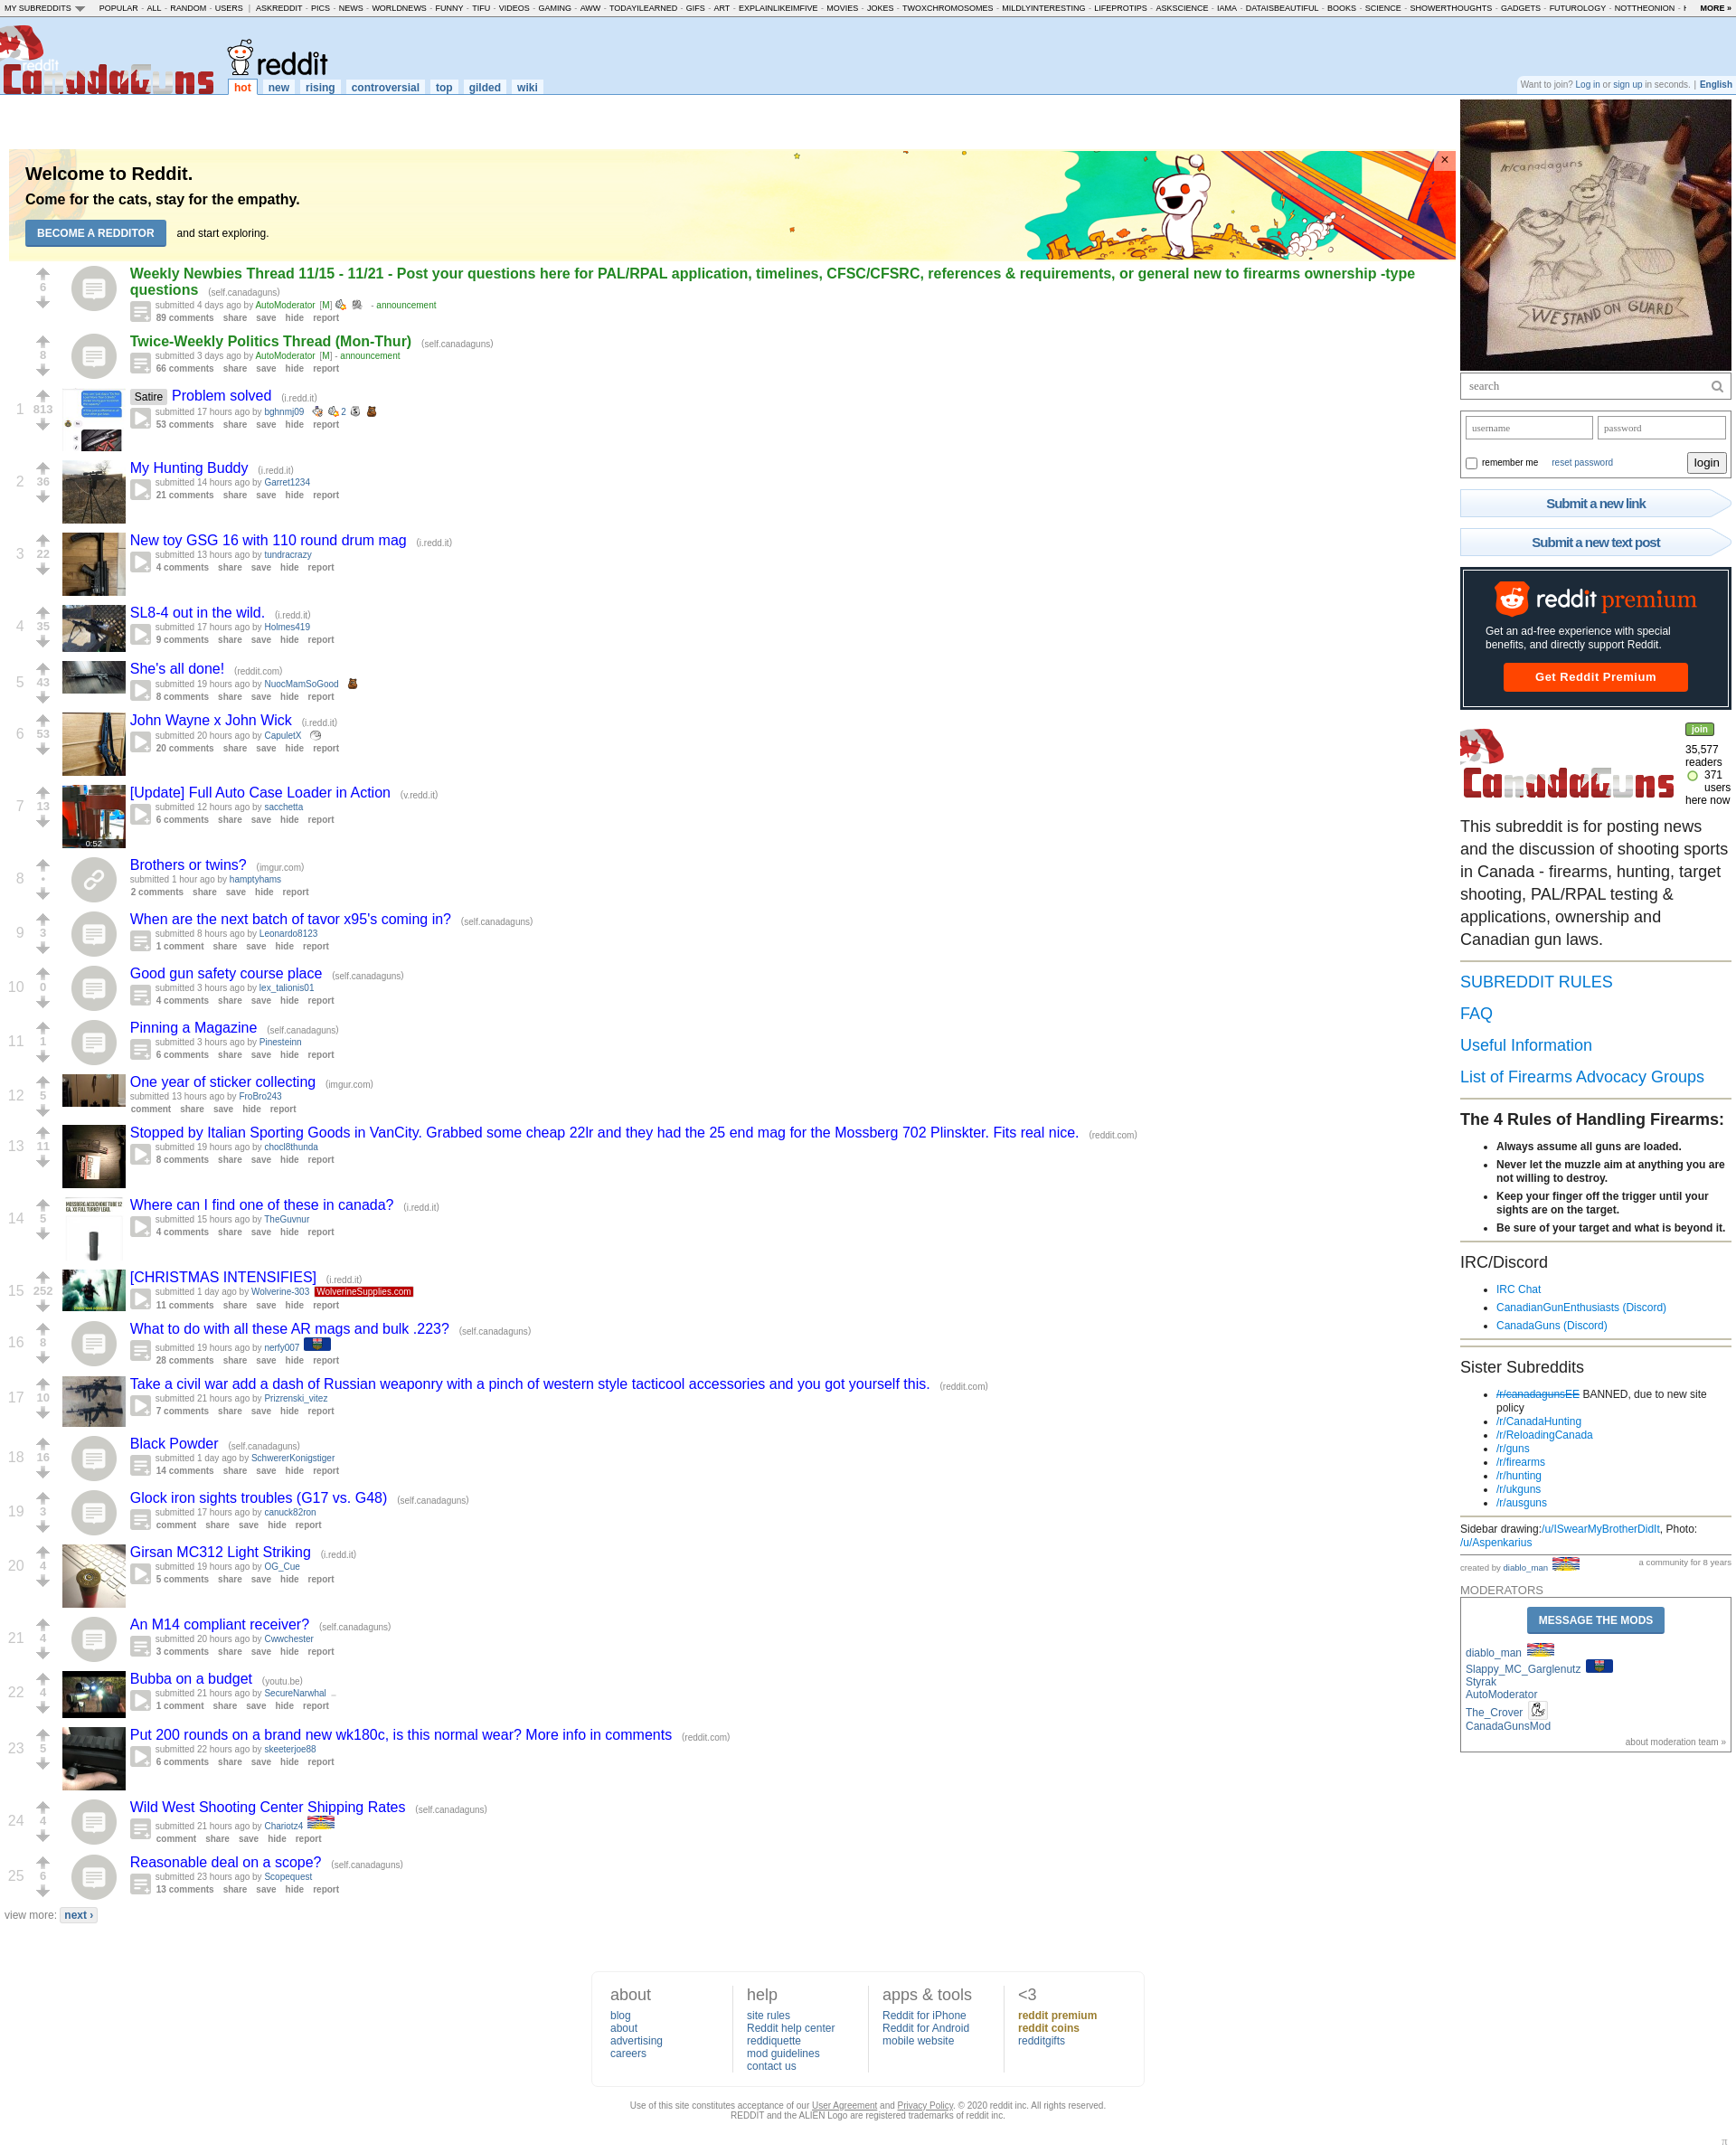 MY SUBREDDITS POPULAR - ALL - RANDOM - USERS | ASKREDDIT - PICS - NEWS - WORLDNEWS - FUNNY - TIFU - VIDEOS - GAMING - AWW - TODAYILEARNED - GIFS - ART - EXPLAINLIKEIMFIVE - MOVIES - JOKES - TWOXCHROMOSOMES - MILDLYINTERESTING - LIFEPROTIPS - ASKSCIENCE - IAMA - DATAISBEAUTIFUL - BOOKS - SCIENCE - SHOWERTHOUGHTS - GADGETS - FUTUROLOGY - NOTTHEONION - MORE »
reddit
CanadaGuns
reddit
hot new rising controversial top gilded wiki
Want to join? Log in or sign up in seconds. | English
Welcome to Reddit.
Come for the cats, stay for the empathy.
BECOME A REDDITOR and start exploring.
×
Weekly Newbies Thread 11/15 - 11/21 - Post your questions here for PAL/RPAL application, timelines, CFSC/CFSRC, references & requirements, or general new to firearms ownership -type
questions (self.canadaguns)
6
submitted 4 days ago by AutoModerator [M] - announcement
89 comments share save hide report
Twice-Weekly Politics Thread (Mon-Thur) (self.canadaguns)
8
submitted 3 days ago by AutoModerator [M] - announcement
66 comments share save hide report
1 813 Satire Problem solved (i.redd.it)
submitted 17 hours ago by bghnmj09 2
53 comments share save hide report
2 36 My Hunting Buddy (i.redd.it)
submitted 14 hours ago by Garret1234
21 comments share save hide report
3 22 New toy GSG 16 with 110 round drum mag (i.redd.it)
submitted 13 hours ago by tundracrazy
4 comments share save hide report
4 35 SL8-4 out in the wild. (i.redd.it)
submitted 17 hours ago by Holmes419
9 comments share save hide report
5 43 She's all done! (reddit.com)
submitted 19 hours ago by NuocMamSoGood
8 comments share save hide report
6 53 John Wayne x John Wick (i.redd.it)
submitted 20 hours ago by CapuletX
20 comments share save hide report
7 13 [Update] Full Auto Case Loader in Action (v.redd.it)
submitted 12 hours ago by sacchetta
6 comments share save hide report
0:52
8 • Brothers or twins? (imgur.com)
submitted 1 hour ago by hamptyhams
2 comments share save hide report
9 3 When are the next batch of tavor x95's coming in? (self.canadaguns)
submitted 8 hours ago by Leonardo8123
1 comment share save hide report
10 0 Good gun safety course place (self.canadaguns)
submitted 3 hours ago by lex_talionis01
4 comments share save hide report
11 1 Pinning a Magazine (self.canadaguns)
submitted 3 hours ago by Pinesteinn
6 comments share save hide report
12 5 One year of sticker collecting (imgur.com)
submitted 13 hours ago by FroBro243
comment share save hide report
13 11 Stopped by Italian Sporting Goods in VanCity. Grabbed some cheap 22lr and they had the 25 end mag for the Mossberg 702 Plinskter. Fits real nice. (reddit.com)
submitted 19 hours ago by chocl8thunda
8 comments share save hide report
14 5 Where can I find one of these in canada? (i.redd.it)
submitted 15 hours ago by TheGuvnur
4 comments share save hide report
MOSSBERG ACCU CHOKE TUBE 12
GA. XX FULL TURKEY LEAD.
15 252 [CHRISTMAS INTENSIFIES] (i.redd.it)
submitted 1 day ago by Wolverine-303 WolverineSupplies.com
11 comments share save hide report
16 8 What to do with all these AR mags and bulk .223? (self.canadaguns)
submitted 19 hours ago by nerfy007
28 comments share save hide report
17 10 Take a civil war add a dash of Russian weaponry with a pinch of western style tacticool accessories and you got yourself this. (reddit.com)
submitted 21 hours ago by Prizrenski_vitez
7 comments share save hide report
18 16 Black Powder (self.canadaguns)
submitted 1 day ago by SchwererKonigstiger
14 comments share save hide report
19 3 Glock iron sights troubles (G17 vs. G48) (self.canadaguns)
submitted 17 hours ago by canuck82ron
comment share save hide report
20 4 Girsan MC312 Light Striking (i.redd.it)
submitted 19 hours ago by OG_Cue
5 comments share save hide report
21 4 An M14 compliant receiver? (self.canadaguns)
submitted 20 hours ago by Cwwchester
3 comments share save hide report
22 4 Bubba on a budget (youtu.be)
submitted 21 hours ago by SecureNarwhal
1 comment share save hide report
23 5 Put 200 rounds on a brand new wk180c, is this normal wear? More info in comments (reddit.com)
submitted 22 hours ago by skeeterjoe88
6 comments share save hide report
24 4 Wild West Shooting Center Shipping Rates (self.canadaguns)
submitted 21 hours ago by Chariotz4
comment share save hide report
25 6 Reasonable deal on a scope? (self.canadaguns)
submitted 23 hours ago by Scopequest
13 comments share save hide report
view more: next ›
m/canadaguns
WE STAND ON GUARD
search
username password
remember me reset password login
Submit a new link
Submit a new text post
reddit premium
Get an ad-free experience with special
benefits, and directly support Reddit.
Get Reddit Premium
CanadaGuns
join
35,577
readers
371
users
here now
This subreddit is for posting news
and the discussion of shooting sports
in Canada - firearms, hunting, target
shooting, PAL/RPAL testing &
applications, ownership and
Canadian gun laws.
SUBREDDIT RULES
FAQ
Useful Information
List of Firearms Advocacy Groups
The 4 Rules of Handling Firearms:
Always assume all guns are loaded.
Never let the muzzle aim at anything you are
not willing to destroy.
Keep your finger off the trigger until your
sights are on the target.
Be sure of your target and what is beyond it.
IRC/Discord
IRC Chat
CanadianGunEnthusiasts (Discord)
CanadaGuns (Discord)
Sister Subreddits
/r/canadagunsEE BANNED, due to new site
policy
/r/CanadaHunting
/r/ReloadingCanada
/r/guns
/r/firearms
/r/hunting
/r/ukguns
/r/ausguns
Sidebar drawing:/u/ISwearMyBrotherDidIt, Photo:
/u/Aspenkarius
created by diablo_man a community for 8 years
MODERATORS
MESSAGE THE MODS
diablo_man
Slappy_MC_Garglenutz
Styrak
AutoModerator
The_Crover
CanadaGunsMod
about moderation team »
about
blog
about
advertising
careers
help
site rules
Reddit help center
reddiquette
mod guidelines
contact us
apps & tools
Reddit for iPhone
Reddit for Android
mobile website
<3
reddit premium
reddit coins
redditgifts
Use of this site constitutes acceptance of our User Agreement and Privacy Policy. © 2020 reddit inc. All rights reserved.
REDDIT and the ALIEN Logo are registered trademarks of reddit inc.
π